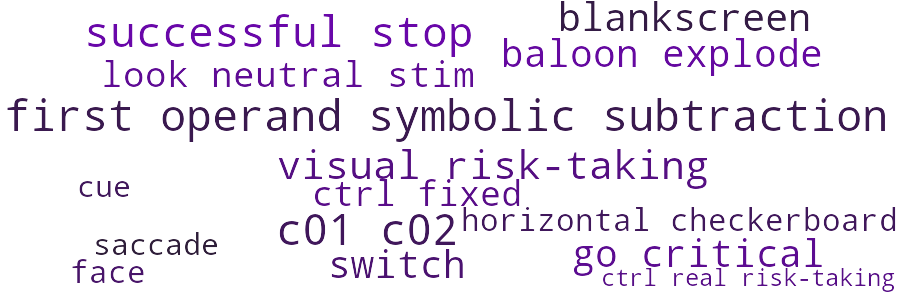 blankscreen
successful stop
baloon explode
look neutral stim
first operand symbolic subtraction
visual risk-taking
cue
ctrl fixed
horizontal checkerboard
c01 c02
saccade
go critical
switch
face
ctrl real risk-taking